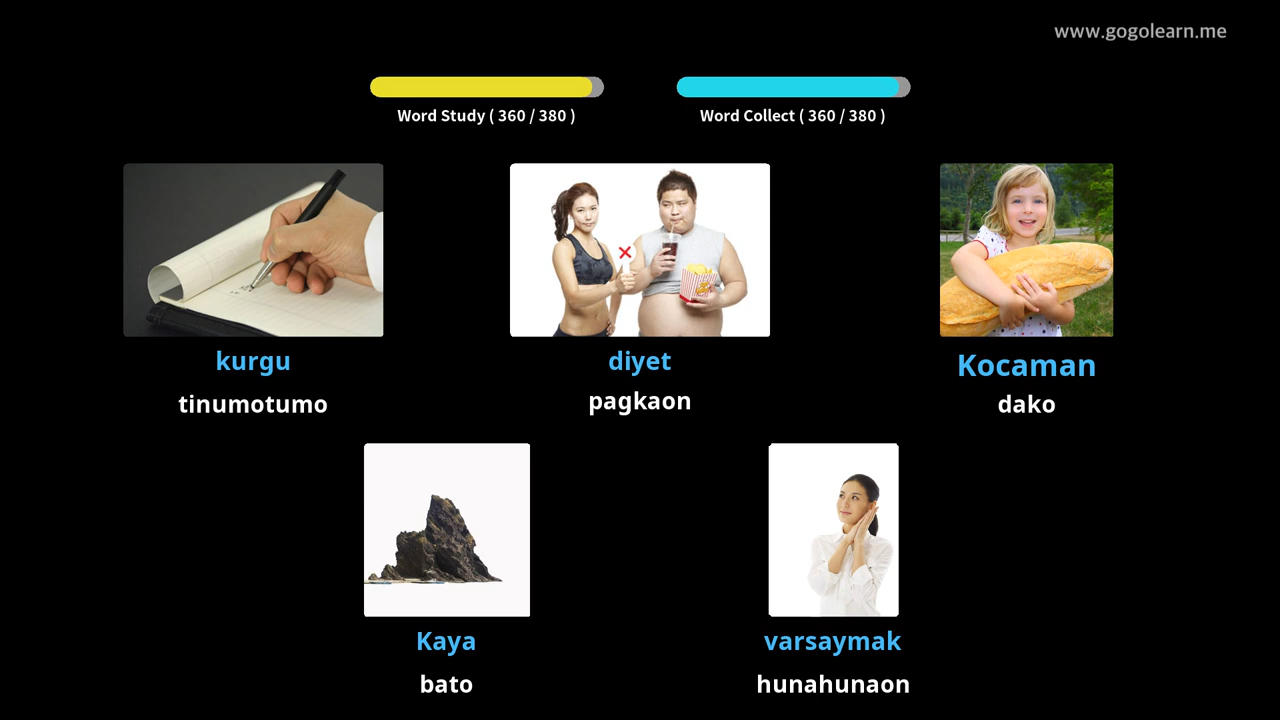 www.gogolearn.me
Word Study ( 360 / 380 )
Word Collect ( 360 / 380 )
kurgu
tinumotumo
diyet
pagkaon
Kocaman
dako
Kaya
bato
varsaymak
hunahunaon